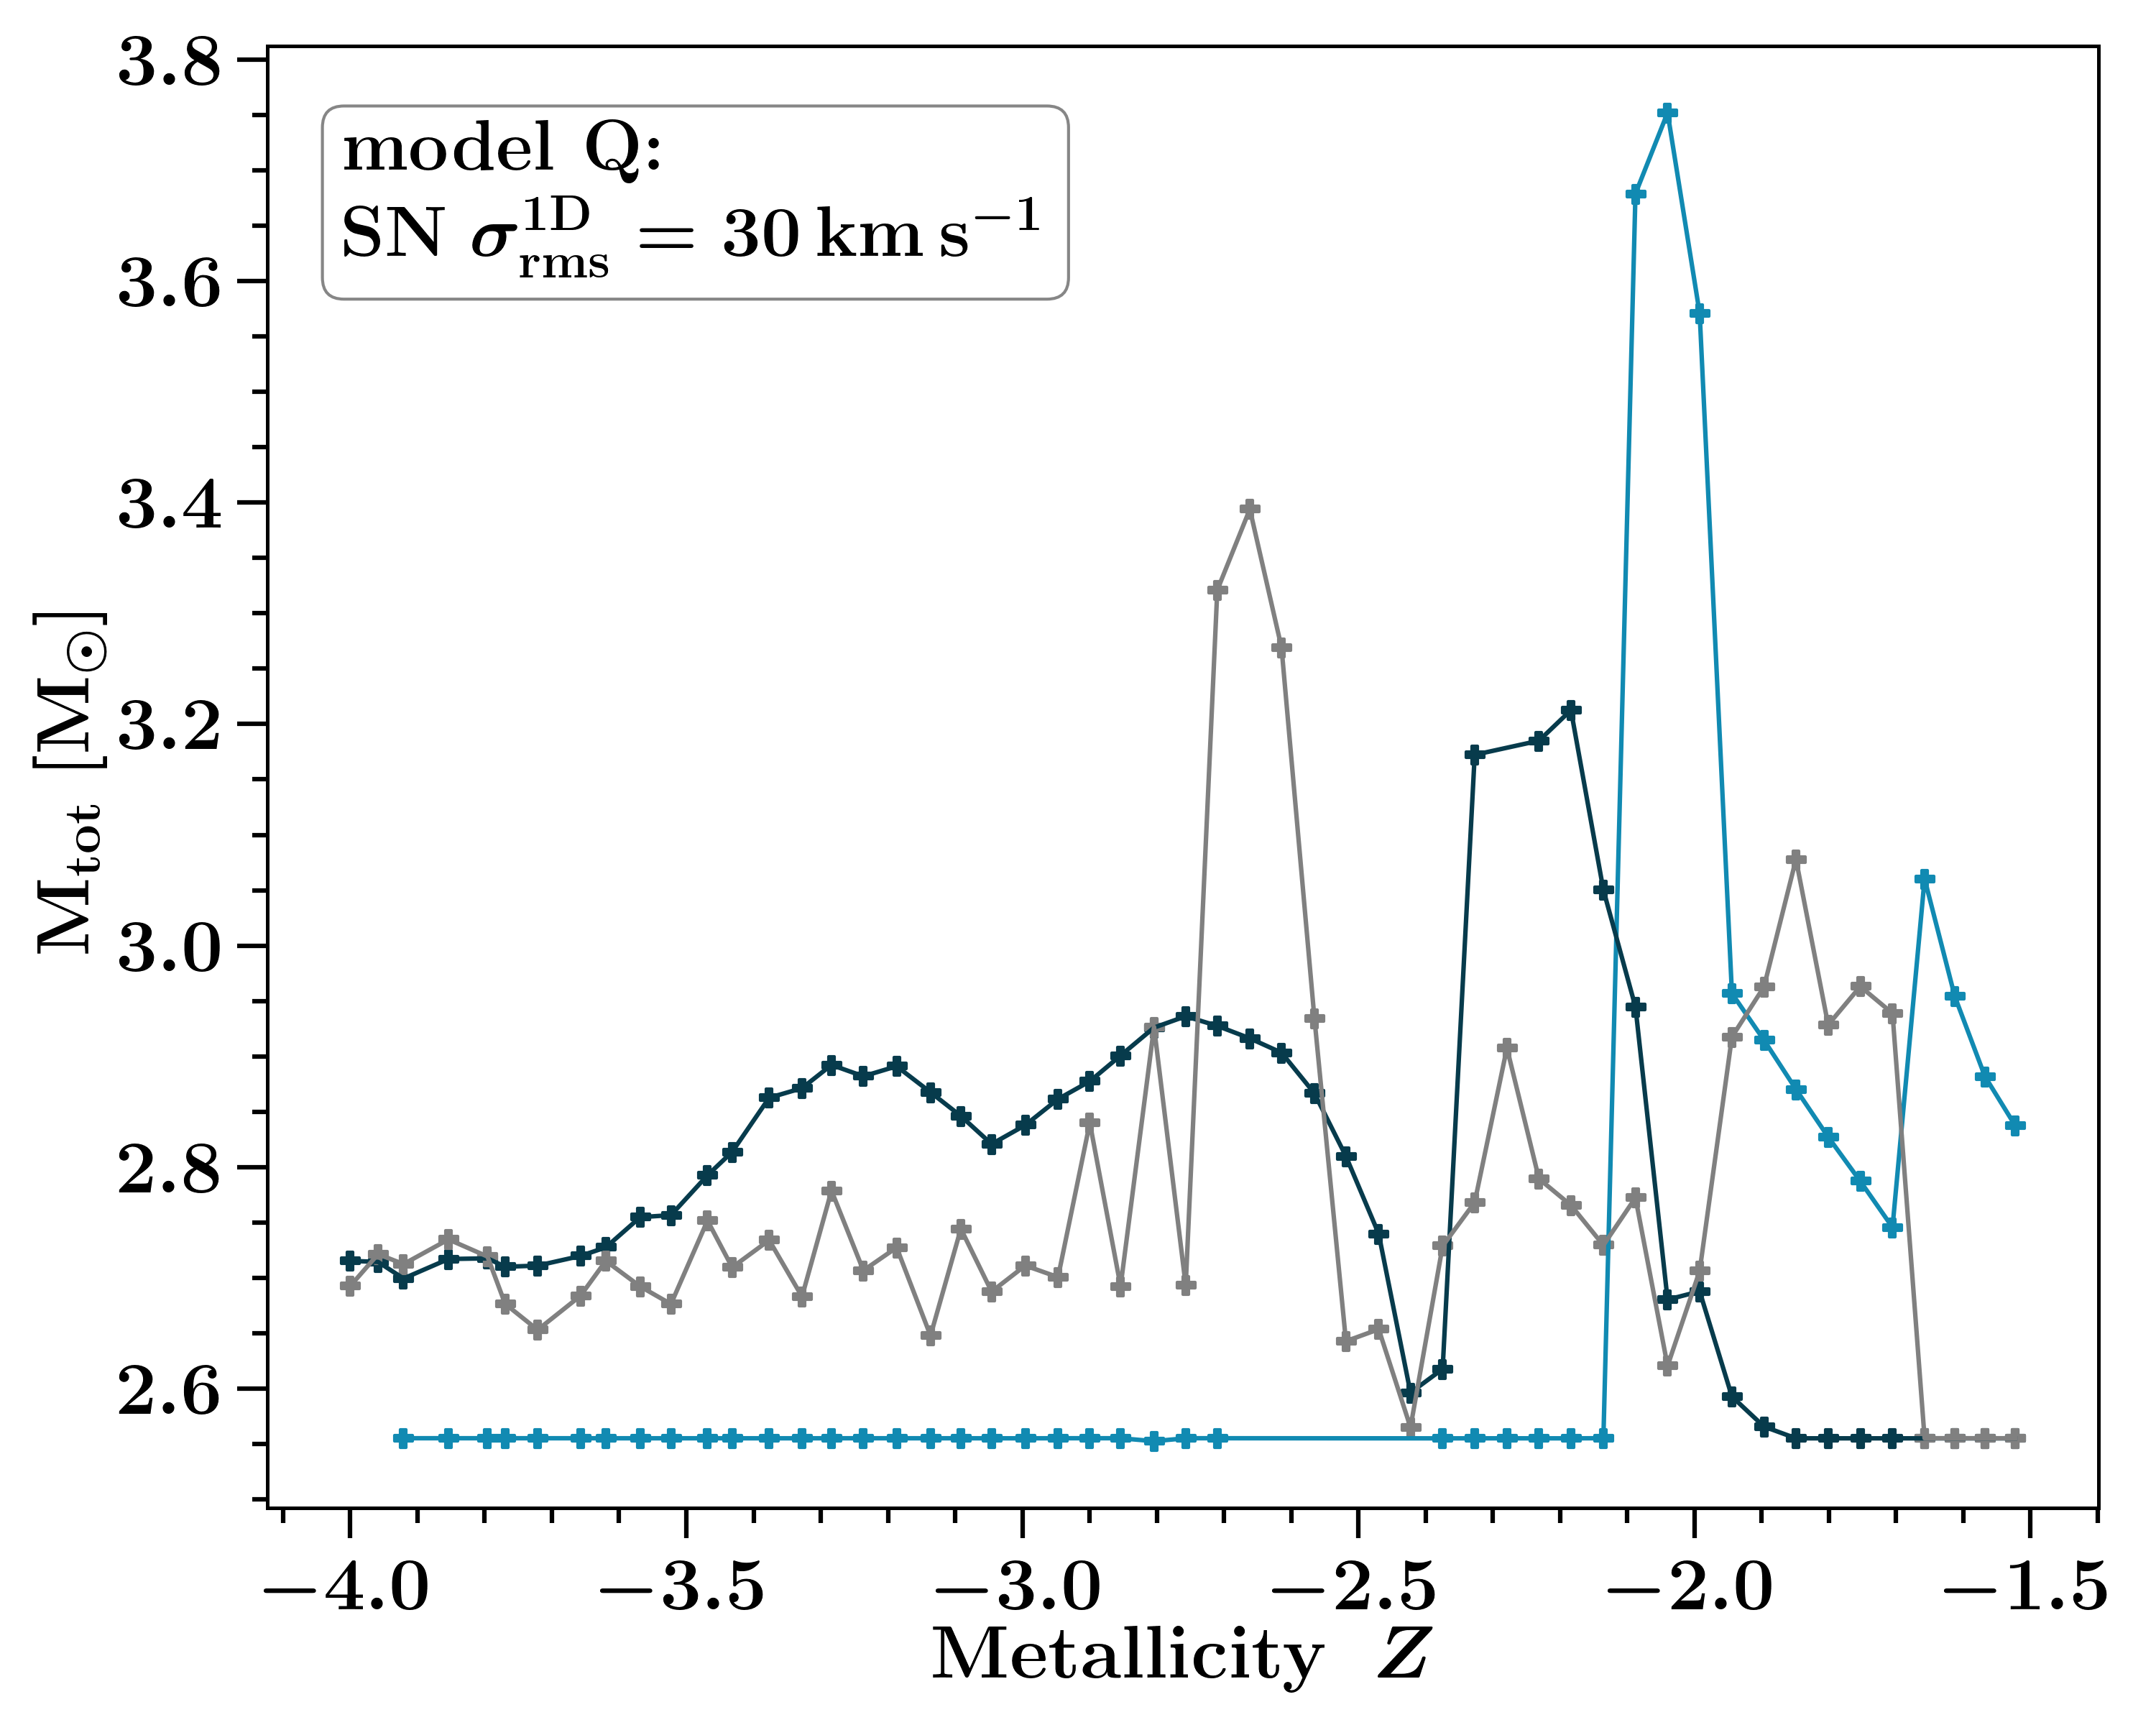 model Q:
SN σ_rms^1D = 30 km s⁻¹
M_tot [M_⊙]
3.8
3.6
3.4
3.2
3.0
2.8
2.6
−4.0 −3.5 −3.0 −2.5 −2.0 −1.5
Metallicity Z